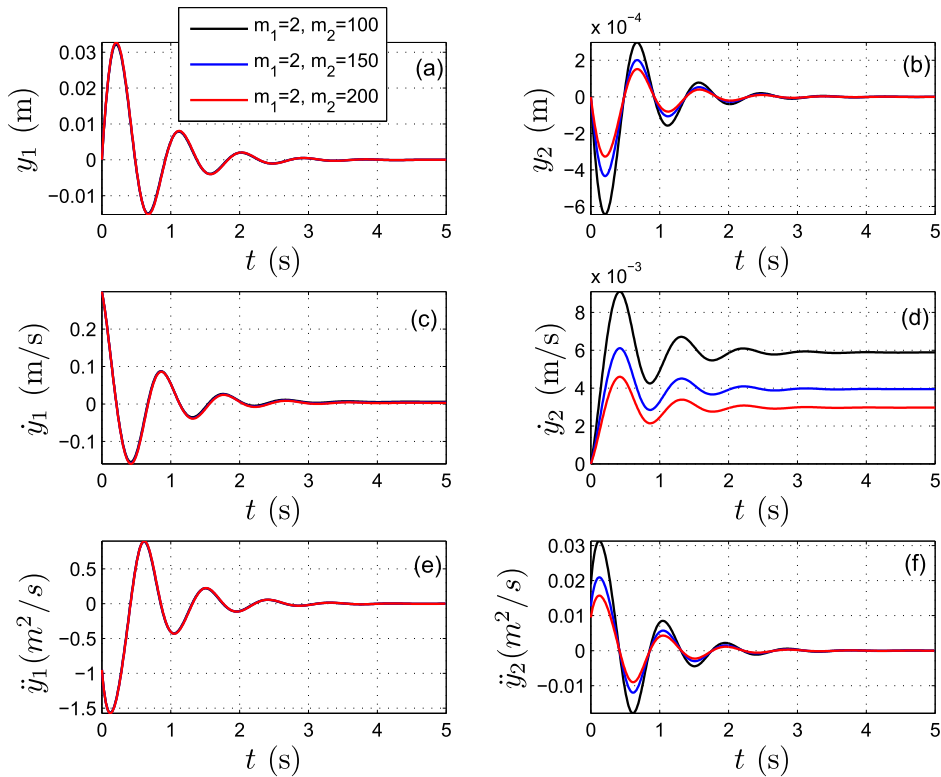 m₁=2, m₂=100
m₁=2, m₂=150
m₁=2, m₂=200
(a)
0.03
0.02
0.01
0
−0.01
y₁ (m)
0 1 2 3 4 5
t (s)
x 10⁻⁴
(b)
2
0
−2
−4
−6
y₂ (m)
0 1 2 3 4 5
t (s)
(c)
0.2
0.1
0
−0.1
ẏ₁ (m/s)
0 1 2 3 4 5
t (s)
x 10⁻³
(d)
8
6
4
2
0
ẏ₂ (m/s)
0 1 2 3 4 5
t (s)
(e)
0.5
0
−0.5
−1
−1.5
ÿ₁(m²/s)
0 1 2 3 4 5
t (s)
(f)
0.03
0.02
0.01
0
−0.01
ÿ₂(m²/s)
0 1 2 3 4 5
t (s)